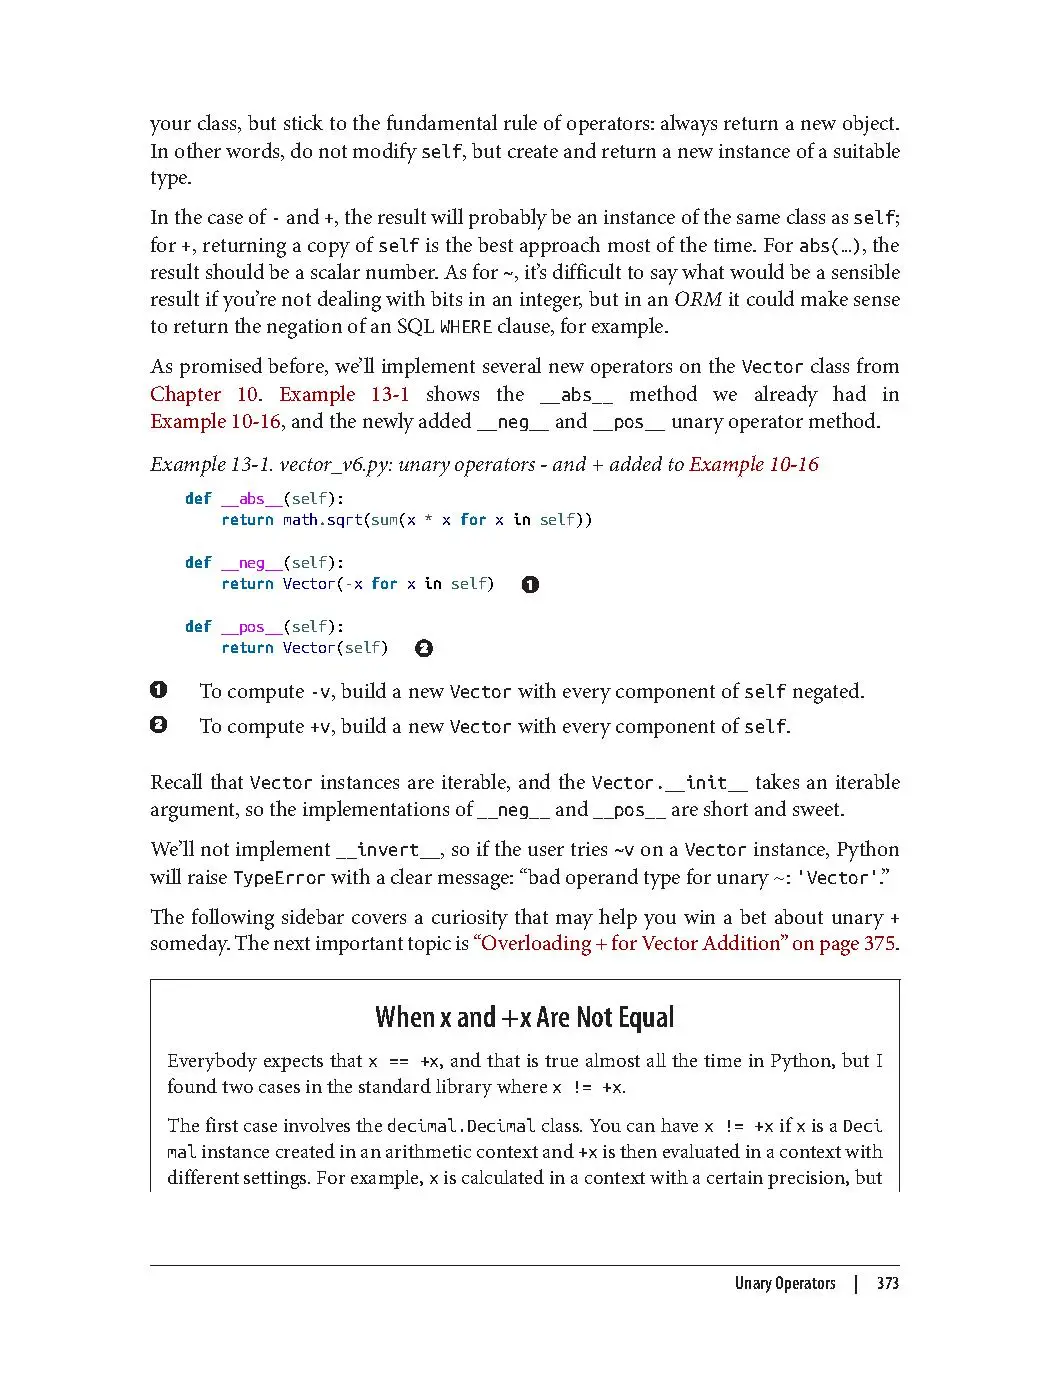 your class, but stick to the fundamental rule of operators: always return a new object.
In other words, do not modify self, but create and return a new instance of a suitable
type.
In the case of - and +, the result will probably be an instance of the same class as self;
for +, returning a copy of self is the best approach most of the time. For abs(…), the
result should be a scalar number. As for ~, it’s difficult to say what would be a sensible
result if you’re not dealing with bits in an integer, but in an ORM it could make sense
to return the negation of an SQL WHERE clause, for example.
As promised before, we’ll implement several new operators on the Vector class from
Chapter 10. Example 13-1 shows the __abs__ method we already had in
Example 10-16, and the newly added __neg__ and __pos__ unary operator method.
Example 13-1. vector_v6.py: unary operators - and + added to Example 10-16
def __abs__(self):
    return math.sqrt(sum(x * x for x in self))
def __neg__(self):
    return Vector(-x for x in self) ❶
def __pos__(self):
    return Vector(self) ❷
❶ To compute -v, build a new Vector with every component of self negated.
❷ To compute +v, build a new Vector with every component of self.
Recall that Vector instances are iterable, and the Vector.__init__ takes an iterable
argument, so the implementations of __neg__ and __pos__ are short and sweet.
We’ll not implement __invert__, so if the user tries ~v on a Vector instance, Python
will raise TypeError with a clear message: “bad operand type for unary ~: 'Vector'.”
The following sidebar covers a curiosity that may help you win a bet about unary +
someday. The next important topic is “Overloading + for Vector Addition” on page 375.
When x and +x Are Not Equal
Everybody expects that x == +x, and that is true almost all the time in Python, but I
found two cases in the standard library where x != +x.
The first case involves the decimal.Decimal class. You can have x != +x if x is a Deci
mal instance created in an arithmetic context and +x is then evaluated in a context with
different settings. For example, x is calculated in a context with a certain precision, but
Unary Operators | 373